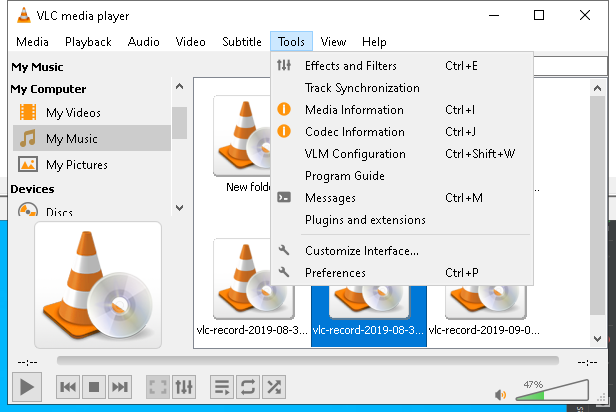 VLC media player
Media Playback Audio Video Subtitle Tools View Help
My Music
My Computer
My Videos
My Music
My Pictures
Devices
Discs
Effects and Filters Ctrl+E
Track Synchronization
Media Information Ctrl+I
Codec Information Ctrl+J
VLM Configuration Ctrl+Shift+W
Program Guide
Messages Ctrl+M
Plugins and extensions
Customize Interface...
Preferences Ctrl+P
New folde
vlc-record-2019-08-3... vlc-record-2019-08-3... vlc-record-2019-09-0...
--:-- --:--
47%